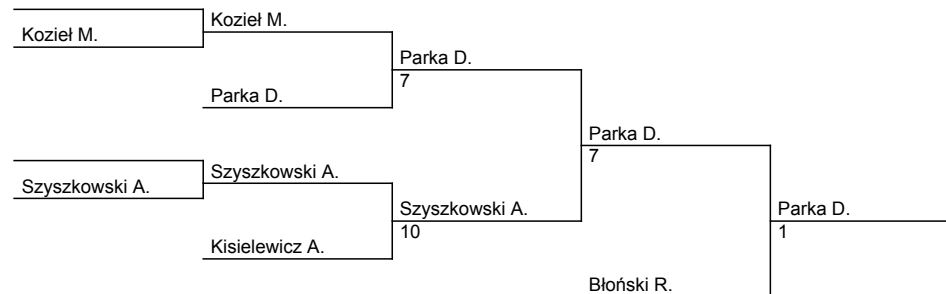 Kozieł M.
Kozieł M.
Parka D.
7
Parka D.
Parka D.
7
Szyszkowski A.
Szyszkowski A.
Szyszkowski A.
10
Kisielewicz A.
Parka D.
1
Błoński R.